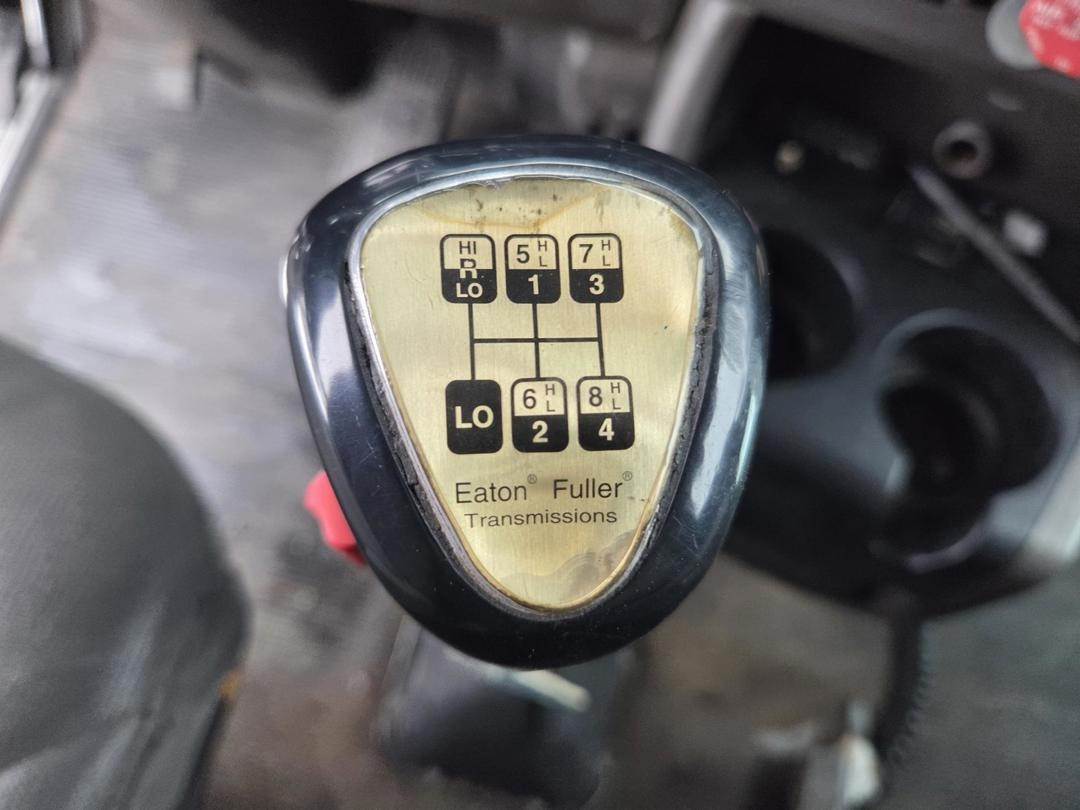 HI 5 H 7 H
R L L
LO 1 3
6 H 8 H
LO L L
2 4
Eaton® Fuller®
Transmissions